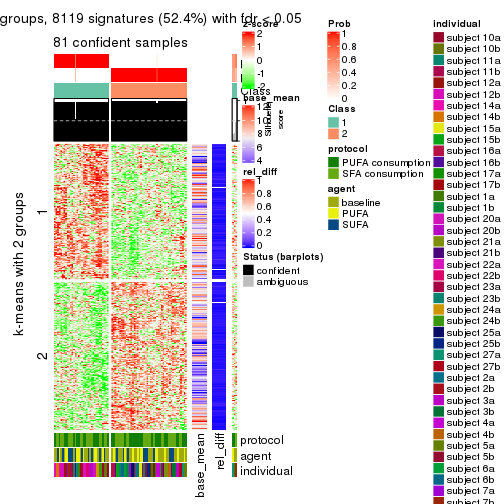 groups, 8119 signatures (52.4%) with fdr < 0.05
81 confident samples
k-means with 2 groups
1
2
Silhouette
score
base_mean
rel_diff
protocol
agent
individual
z-score
2
1
0
-1
-2
Class
base_mean
12
10
8
6
4
rel_diff
1
0.8
0.6
0.4
0.2
0
Status (barplots)
confident
ambiguous
Prob
1
0.8
0.6
0.4
0.2
0
Class
1
2
protocol
PUFA consumption
SFA consumption
agent
baseline
PUFA
SUFA
individual
subject 10a
subject 10b
subject 11a
subject 11b
subject 12a
subject 12b
subject 14a
subject 14b
subject 15a
subject 15b
subject 16a
subject 16b
subject 17a
subject 17b
subject 1a
subject 1b
subject 20a
subject 20b
subject 21a
subject 21b
subject 22a
subject 22b
subject 23a
subject 23b
subject 24a
subject 24b
subject 25a
subject 25b
subject 27a
subject 27b
subject 2a
subject 2b
subject 3a
subject 3b
subject 4a
subject 4b
subject 5a
subject 5b
subject 6a
subject 6b
subject 7a
subject 7b